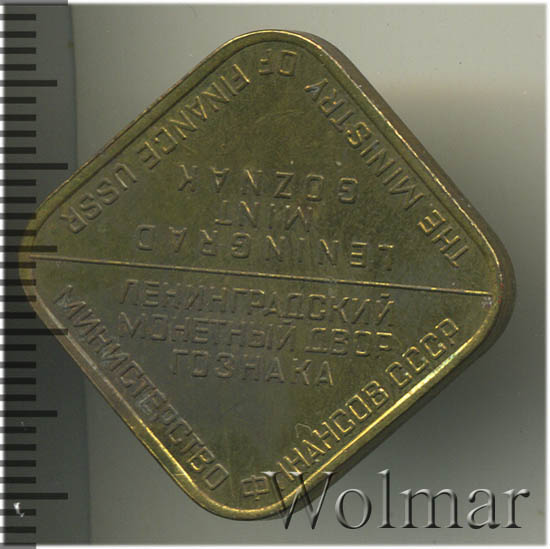 THE MINISTRY OF FINANCE USSR
LENINGRAD
MINT
GOZNAK
ЛЕНИНГРАДСКИЙ
МОНЕТНЫЙ ДВОР
ГОЗНАКА
МИНИСТЕРСТВО ФИНАНСОВ СССР
Wolmar